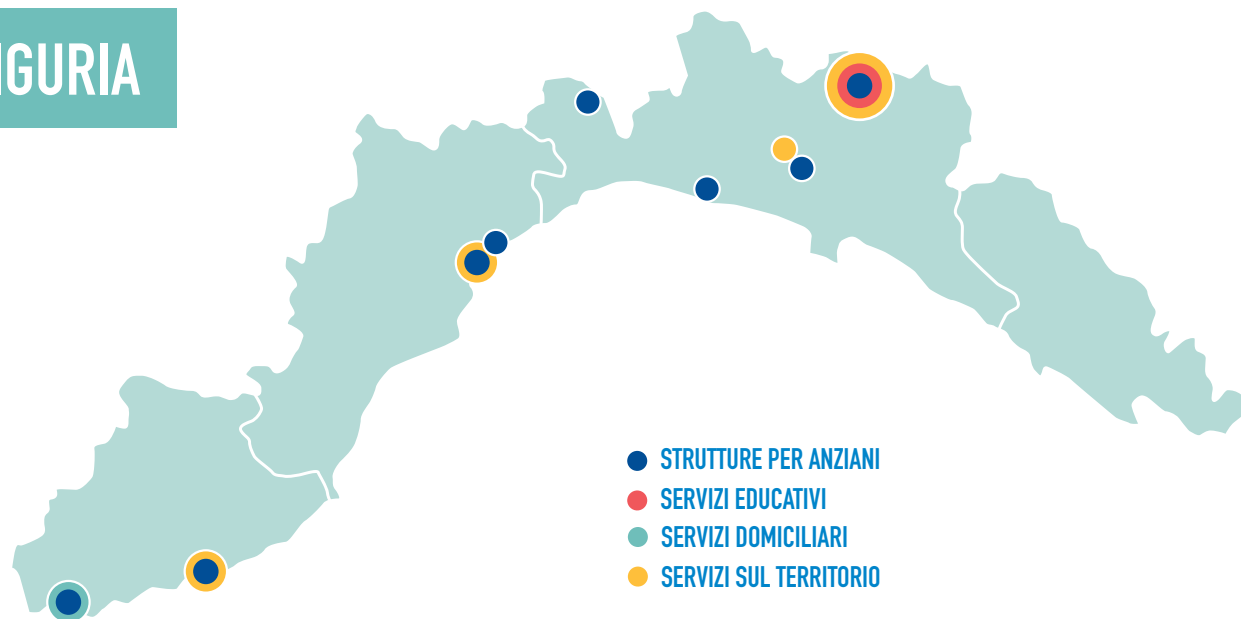 IGURIA
STRUTTURE PER ANZIANI
SERVIZI EDUCATIVI
SERVIZI DOMICILIARI
SERVIZI SUL TERRITORIO